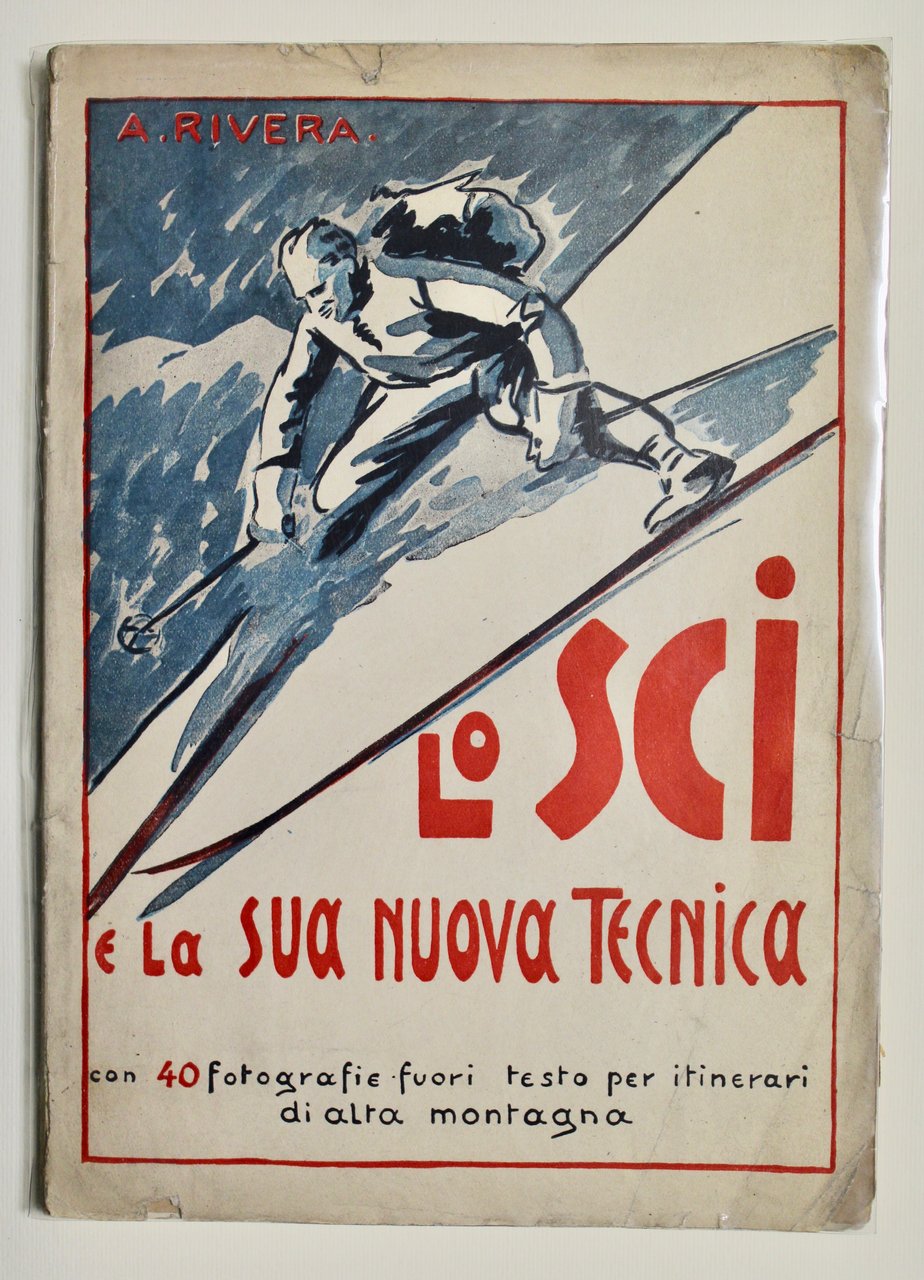 A. RIVERA.
Lo SCi
e La SUA NUOVA TECNiCA
con 40 fotografie fuori testo per itinerari
di alta montagna